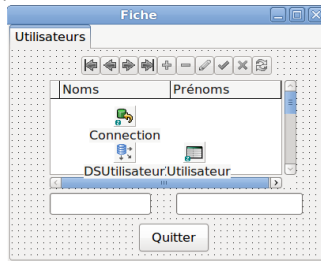 Fiche
Utilisateurs
Noms Prénoms
Connection
DSUtilisateur Utilisateur
Quitter